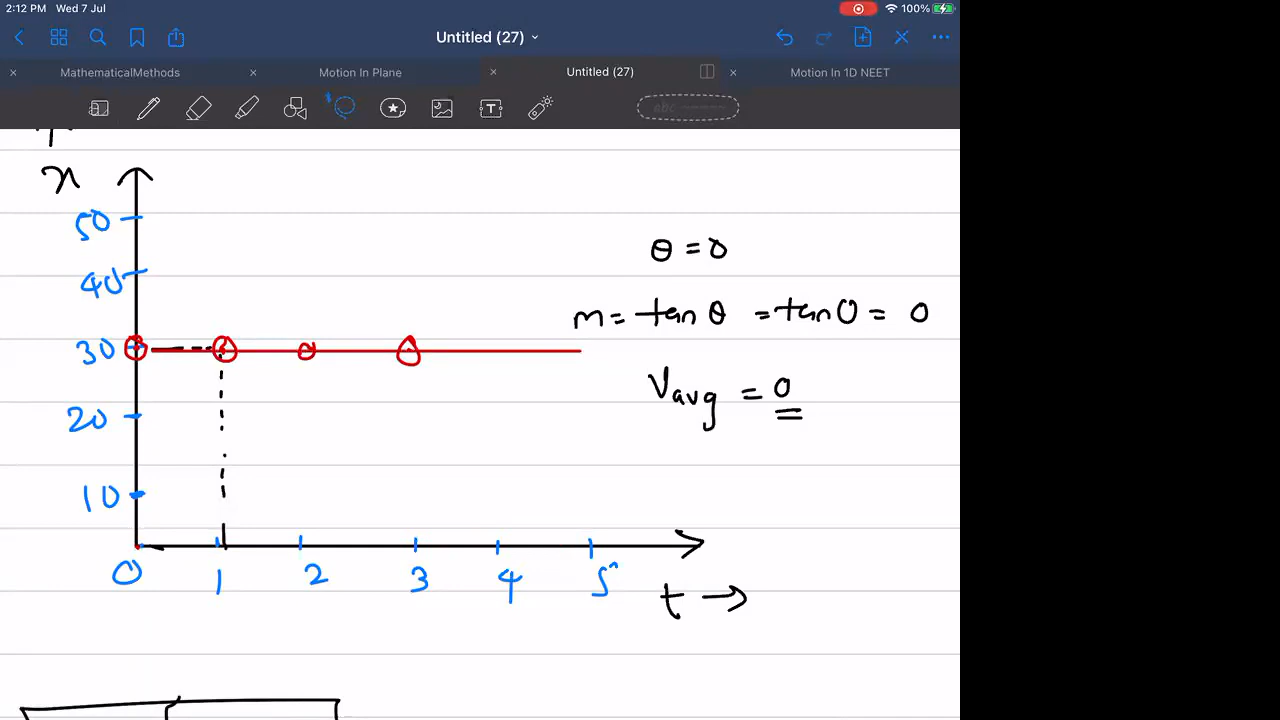 2:12 PM Wed 7 Jul
100%
Untitled (27)
MathematicalMethods
Motion In Plane
Untitled (27)
Motion In 1D NEET
abc
x
50
40
30
20
10
0 1 2 3 4 5
t →
θ = 0
m = tan θ = tan 0 = 0
Vavg = 0